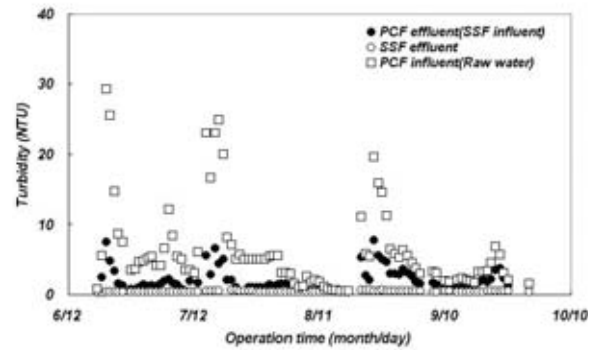 40
30
20
10
0
Turbidity (NTU)
PCF effluent(SSF influent)
SSF effluent
PCF influent(Raw water)
6/12 7/12 8/11 9/10 10/10
Operation time (month/day)